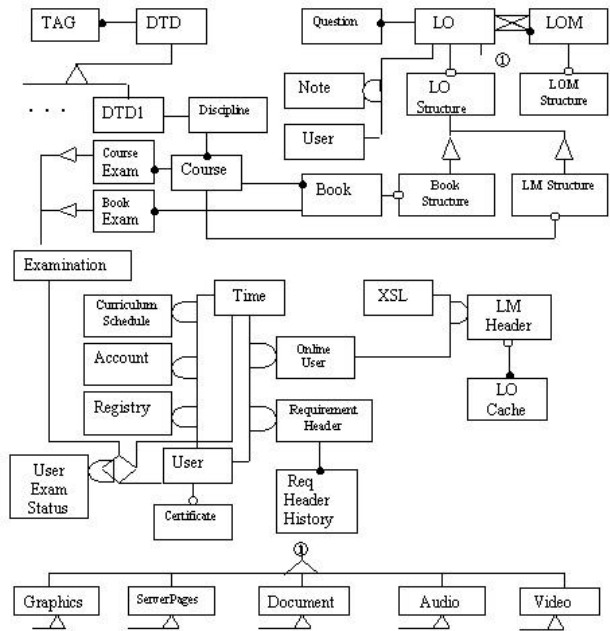 TAG
DTD
Question
LO
LOM
①
Note
LO
Structure
LOM
Structure
. . .
DTD1
Discipline
User
Course
Exam
Course
Book
Book
Structure
LM Structure
Book
Exam
Examination
Time
XSL
Curriculum
Schedule
LM
Header
Account
Online
User
LO
Cache
Registry
Requirement
Header
User
Exam
Status
User
Req
Header
History
Certificate
①
Graphics
ServerPages
Document
Audio
Video